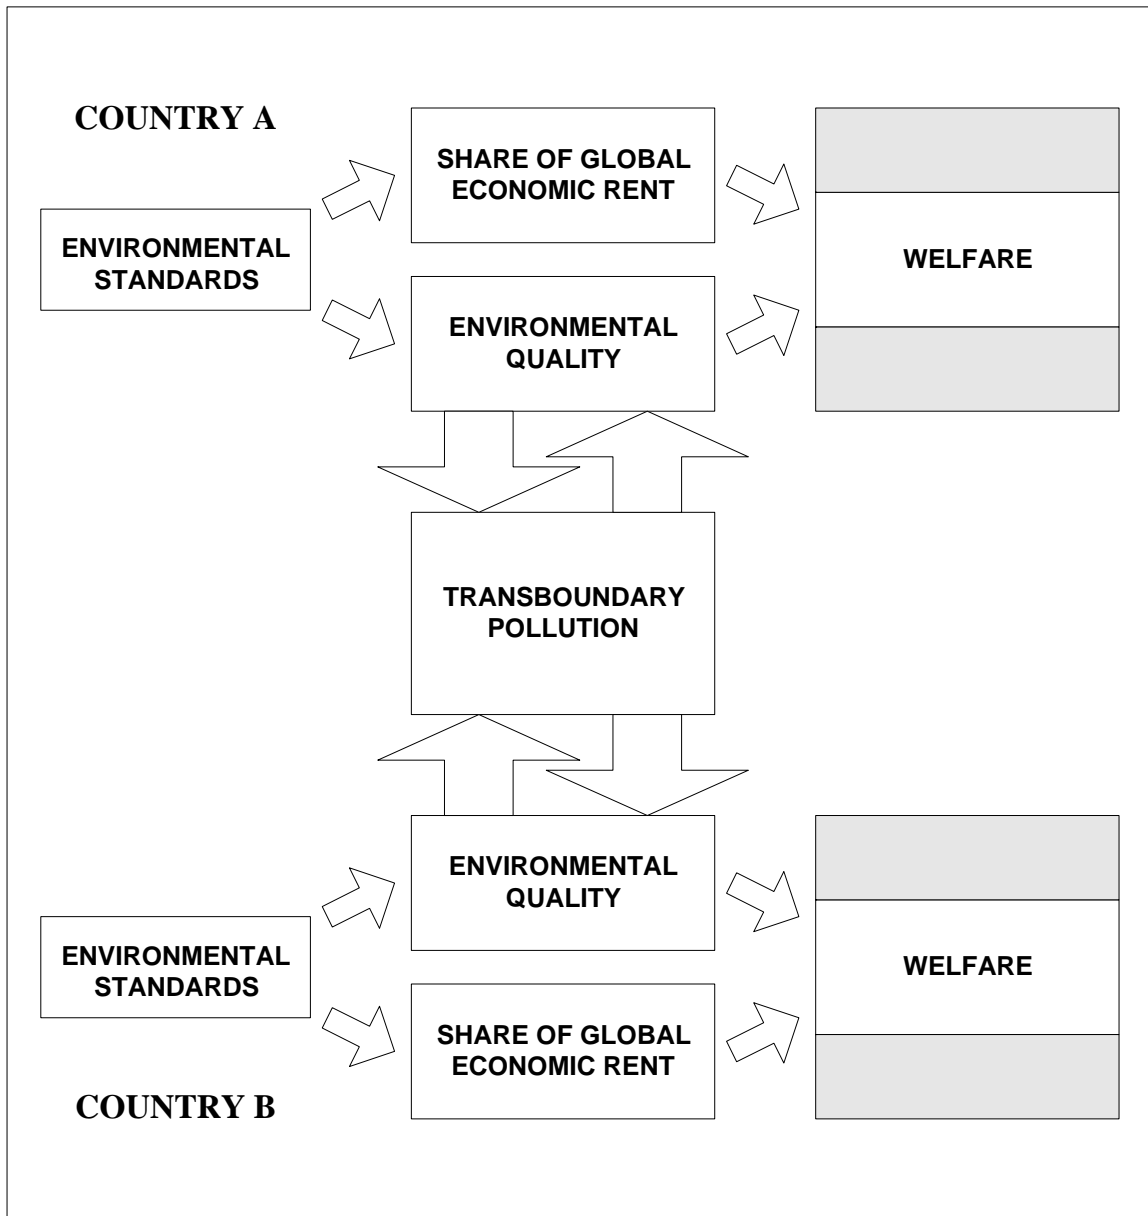 COUNTRY A
SHARE OF GLOBAL
ECONOMIC RENT
ENVIRONMENTAL
STANDARDS
WELFARE
ENVIRONMENTAL
QUALITY
TRANSBOUNDARY
POLLUTION
ENVIRONMENTAL
QUALITY
ENVIRONMENTAL
STANDARDS
WELFARE
SHARE OF GLOBAL
ECONOMIC RENT
COUNTRY B